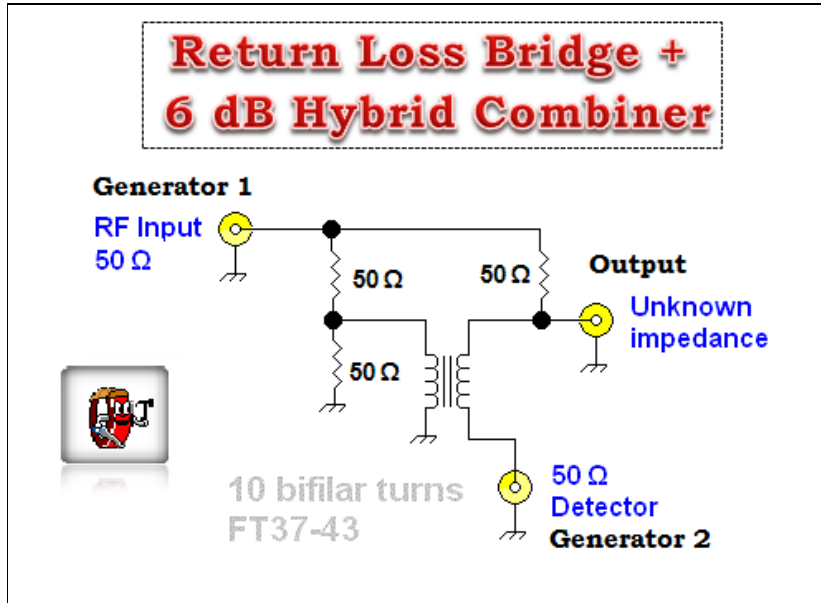 Return Loss Bridge +
6 dB Hybrid Combiner
Generator 1
RF Input
50 Ω
50 Ω
50 Ω
50 Ω
Output
Unknown
impedance
10 bifilar turns
FT37-43
50 Ω
Detector
Generator 2